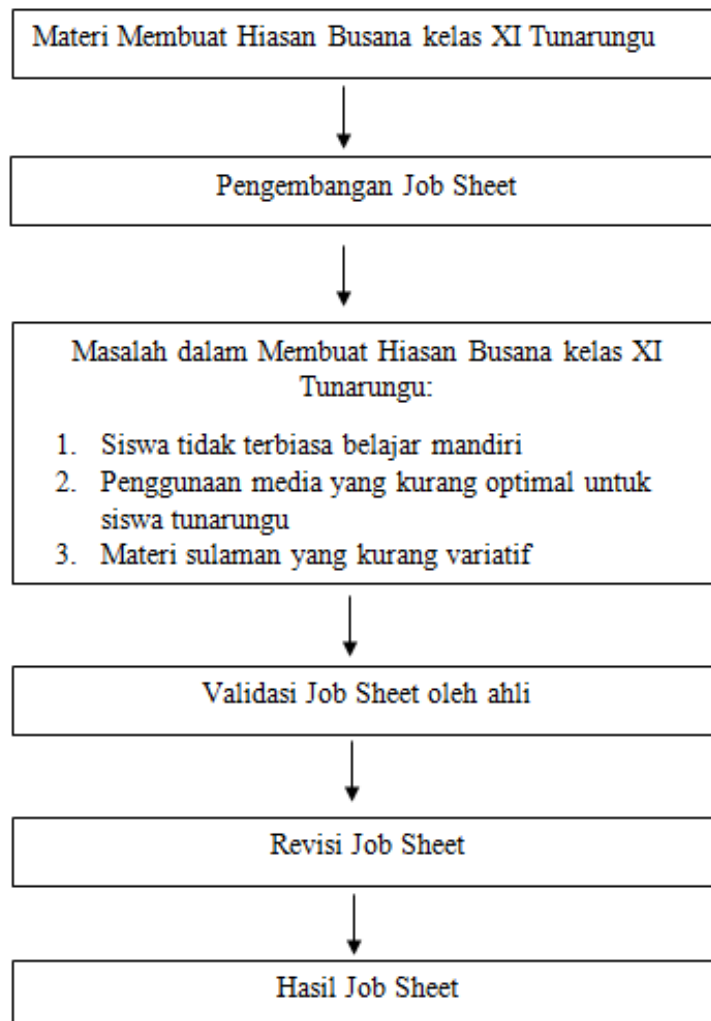 Materi Membuat Hiasan Busana kelas XI Tunarungu
Pengembangan Job Sheet
Masalah dalam Membuat Hiasan Busana kelas XI
Tunarungu:
1. Siswa tidak terbiasa belajar mandiri
2. Penggunaan media yang kurang optimal untuk
siswa tunarungu
3. Materi sulaman yang kurang variatif
Validasi Job Sheet oleh ahli
Revisi Job Sheet
Hasil Job Sheet